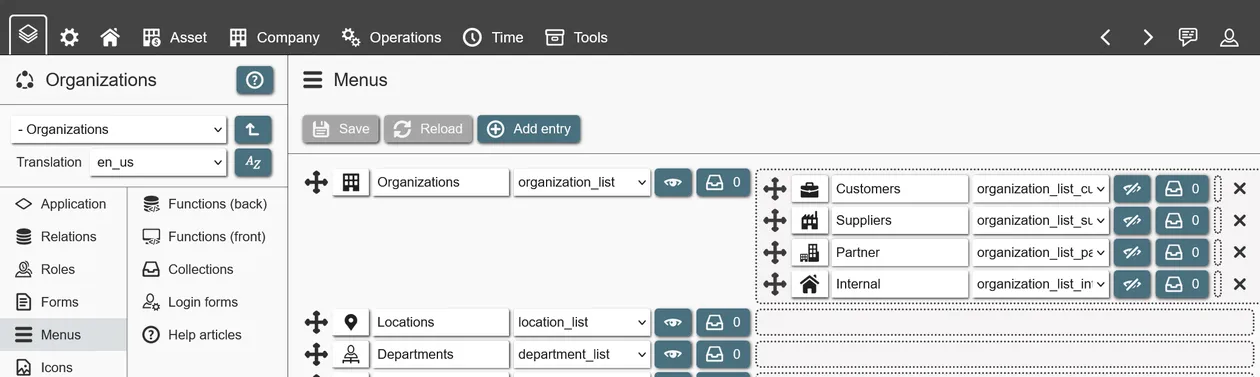 Asset Company Operations Time Tools
Organizations
Menus
- Organizations
Save Reload Add entry
Translation en_us AZ
Organizations organization_list 0
Customers organization_list_cu 0
Suppliers organization_list_su 0
Partner organization_list_pa 0
Internal organization_list_in 0
Locations location_list 0
Departments department_list 0
Application
Relations
Roles
Forms
Menus
Icons
Functions (back)
Functions (front)
Collections
Login forms
Help articles